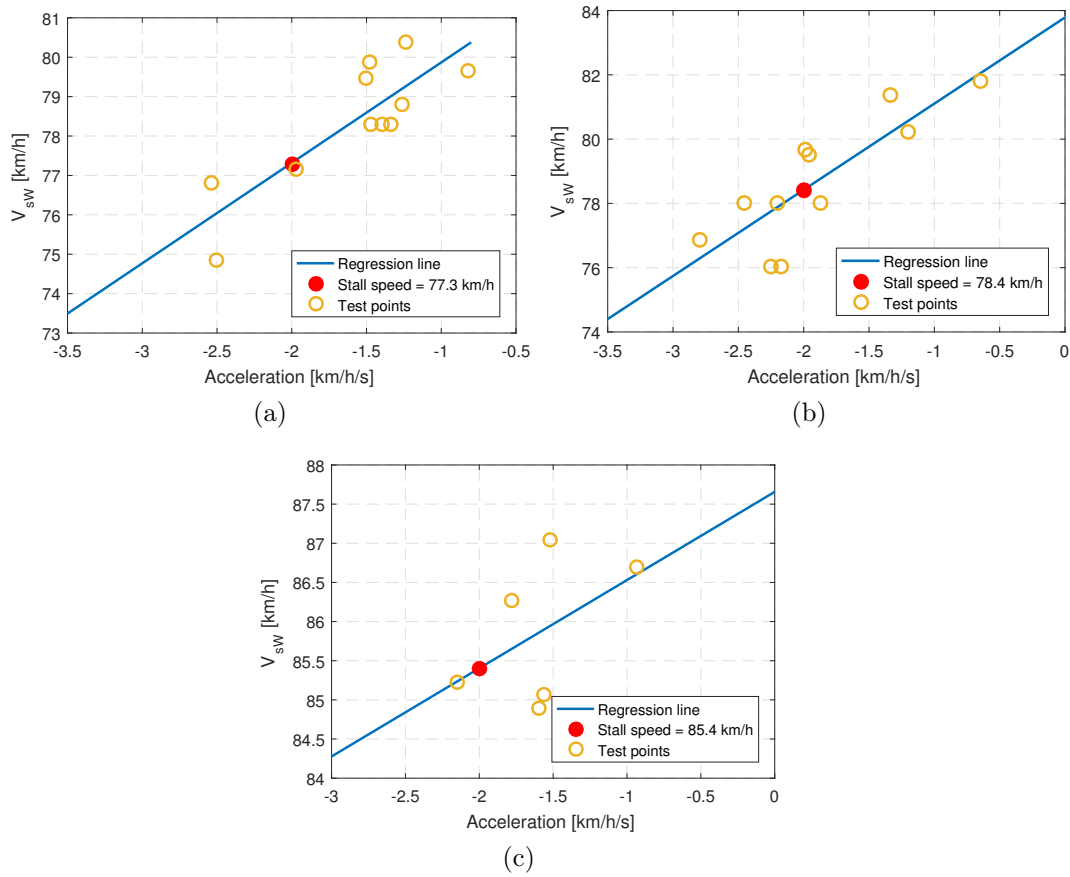 81
80
79
78
77
76
75
74
73
V_sW [km/h]
-3.5 -3 -2.5 -2 -1.5 -1 -0.5
Acceleration [km/h/s]
Regression line
Stall speed = 77.3 km/h
Test points
(a)
84
82
80
78
76
74
V_sW [km/h]
-3.5 -3 -2.5 -2 -1.5 -1 -0.5 0
Acceleration [km/h/s]
Regression line
Stall speed = 78.4 km/h
Test points
(b)
88
87.5
87
86.5
86
85.5
85
84.5
84
V_sW [km/h]
-3 -2.5 -2 -1.5 -1 -0.5 0
Acceleration [km/h/s]
Regression line
Stall speed = 85.4 km/h
Test points
(c)